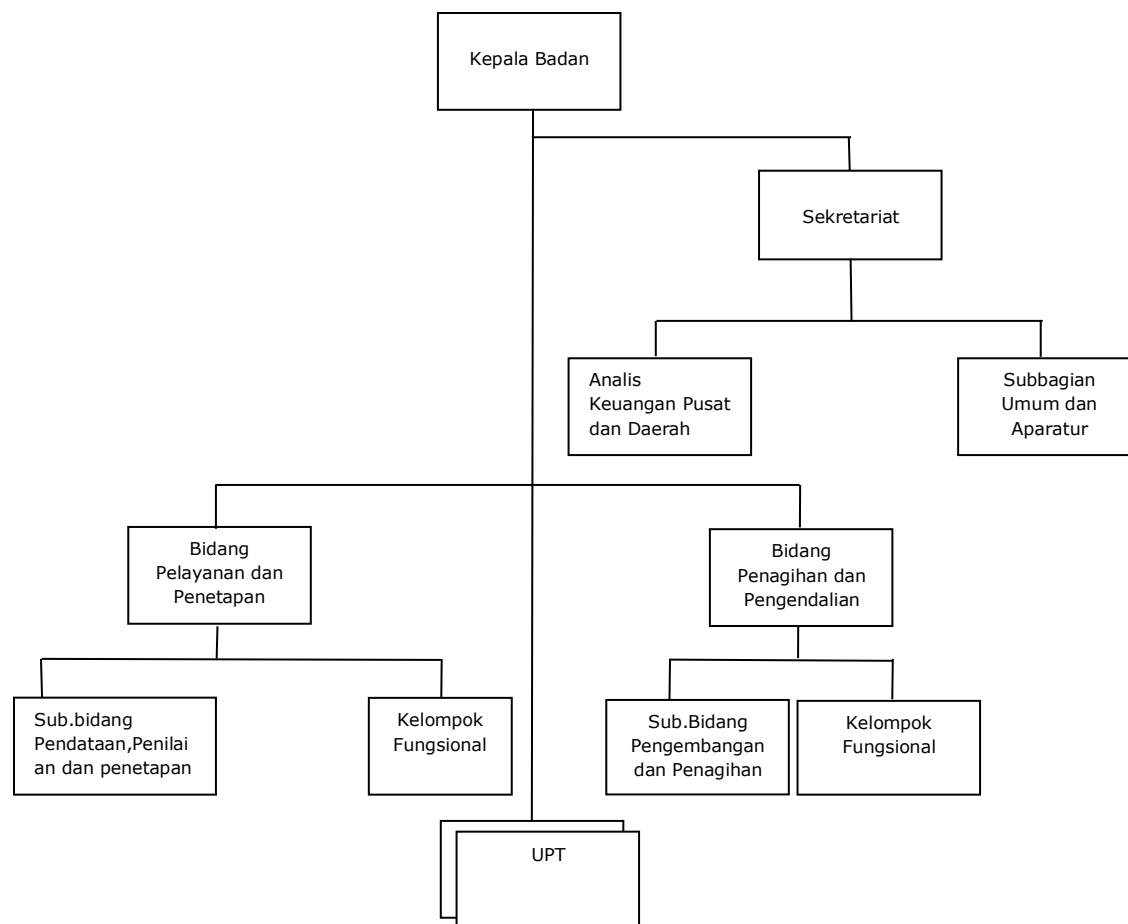 Kepala Badan
Sekretariat
Analis
Keuangan Pusat
dan Daerah
Subbagian
Umum dan
Aparatur
Bidang
Pelayanan dan
Penetapan
Bidang
Penagihan dan
Pengendalian
Sub.bidang
Pendataan,Penilai
an dan penetapan
Kelompok
Fungsional
Sub.Bidang
Pengembangan
dan Penagihan
Kelompok
Fungsional
UPT